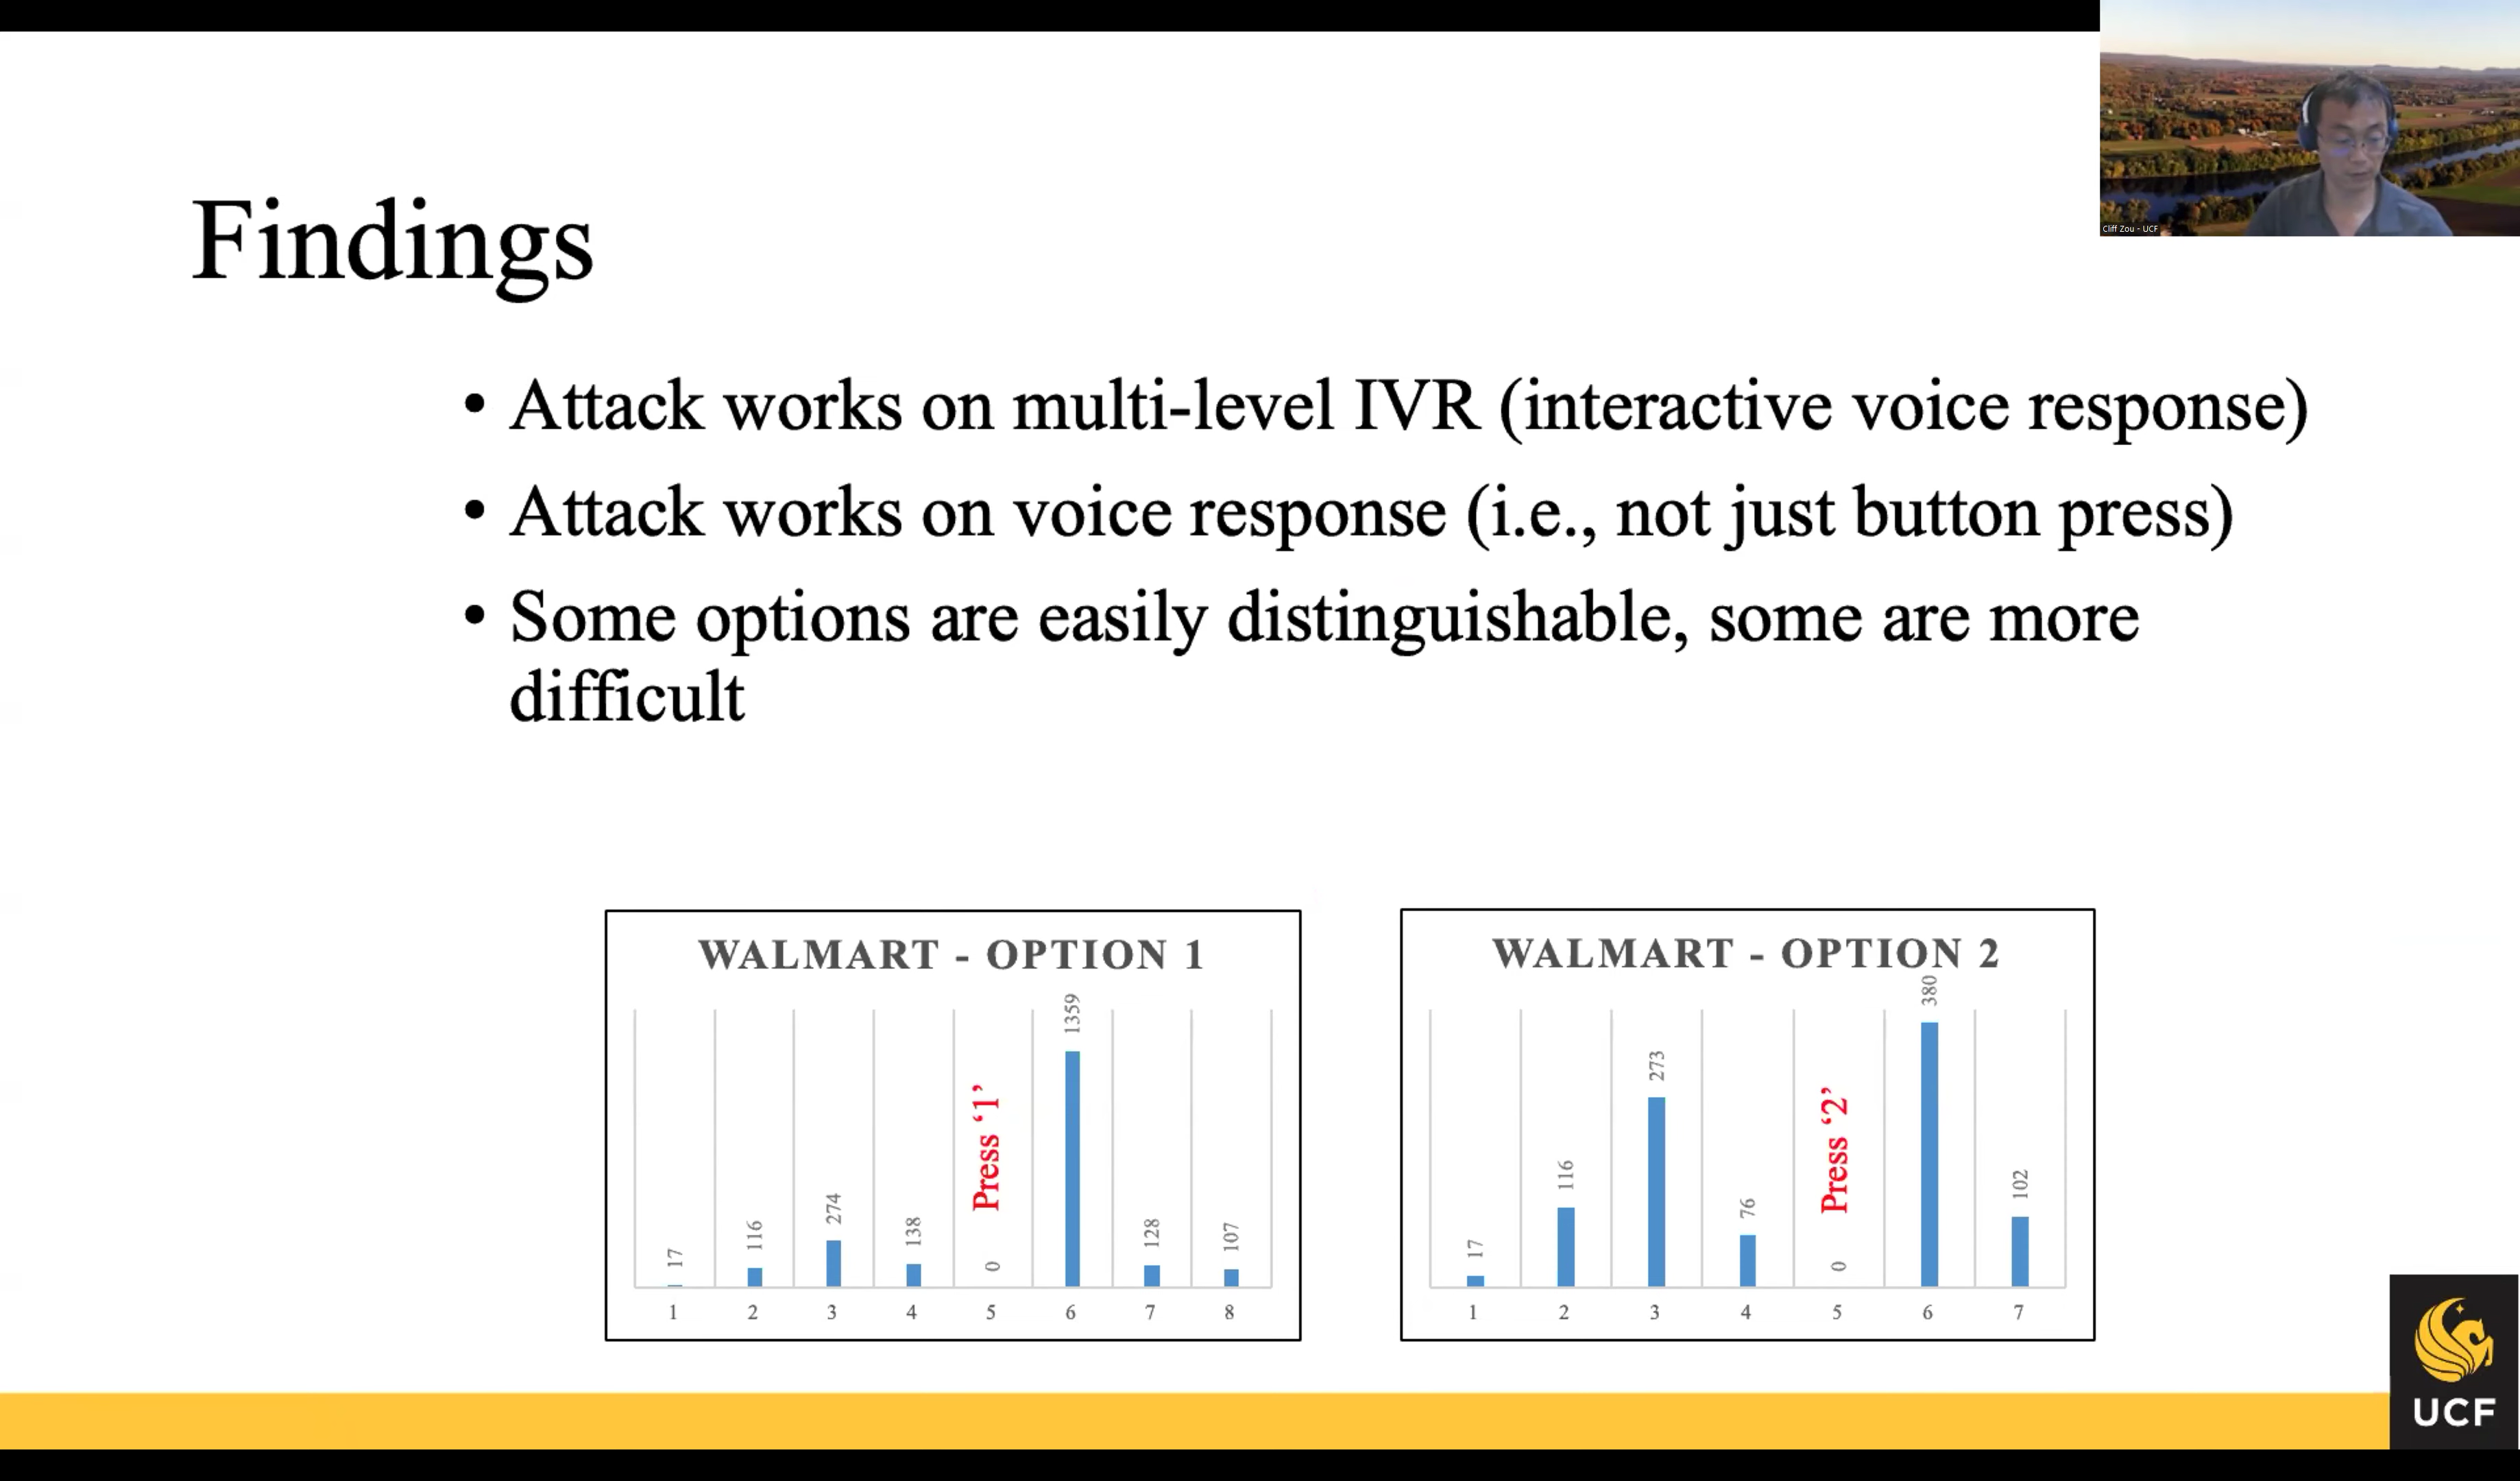 Cliff Zou - UCF
Findings
• Attack works on multi-level IVR (interactive voice response)
• Attack works on voice response (i.e., not just button press)
• Some options are easily distinguishable, some are more
difficult
WALMART - OPTION 1
17
116
274
138
0
Press ‘1’
1359
128
107
1 2 3 4 5 6 7 8
WALMART - OPTION 2
17
116
273
76
0
Press ‘2’
380
102
1 2 3 4 5 6 7
UCF